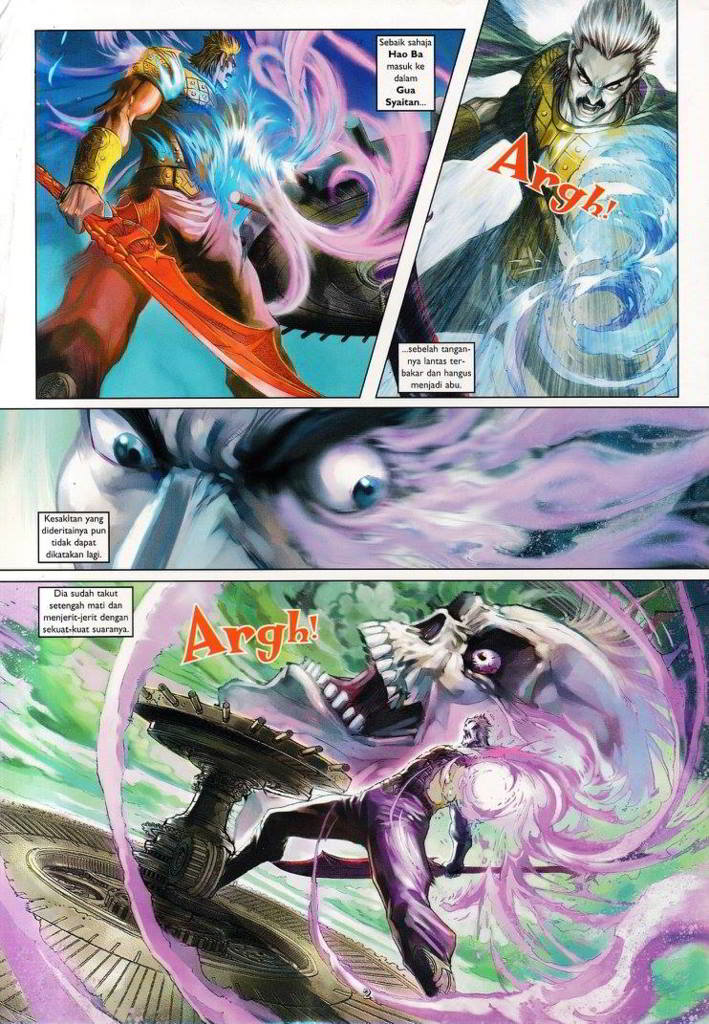 Sebaik sahaja
Hao Ba
masuk ke
dalam
Gua
Syaitan...
Argh!
...sebelah tangan-
nya lantas ter-
bakar dan hangus
menjadi abu.
Kesakitan yang
dideritainya pun
tidak dapat
dikatakan lagi.
Dia sudah takut
setengah mati dan
menjerit-jerit dengan
sekuat-kuat suaranya.
Argh!
2